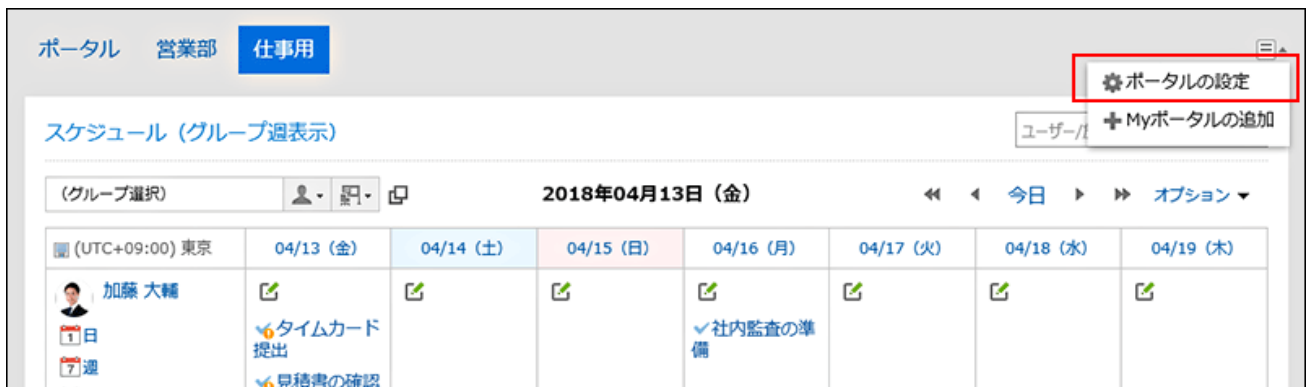 ポータル 営業部 仕事用
ポータルの設定
Myポータルの追加
スケジュール（グループ週表示）
ユーザー/
（グループ選択） 2018年04月13日（金） 今日 オプション
(UTC+09:00) 東京 04/13（金） 04/14（土） 04/15（日） 04/16（月） 04/17（火） 04/18（水） 04/19（木）
加藤 大輔
1 日
7 週
タイムカード
提出
見積書の確認
社内監査の準
備